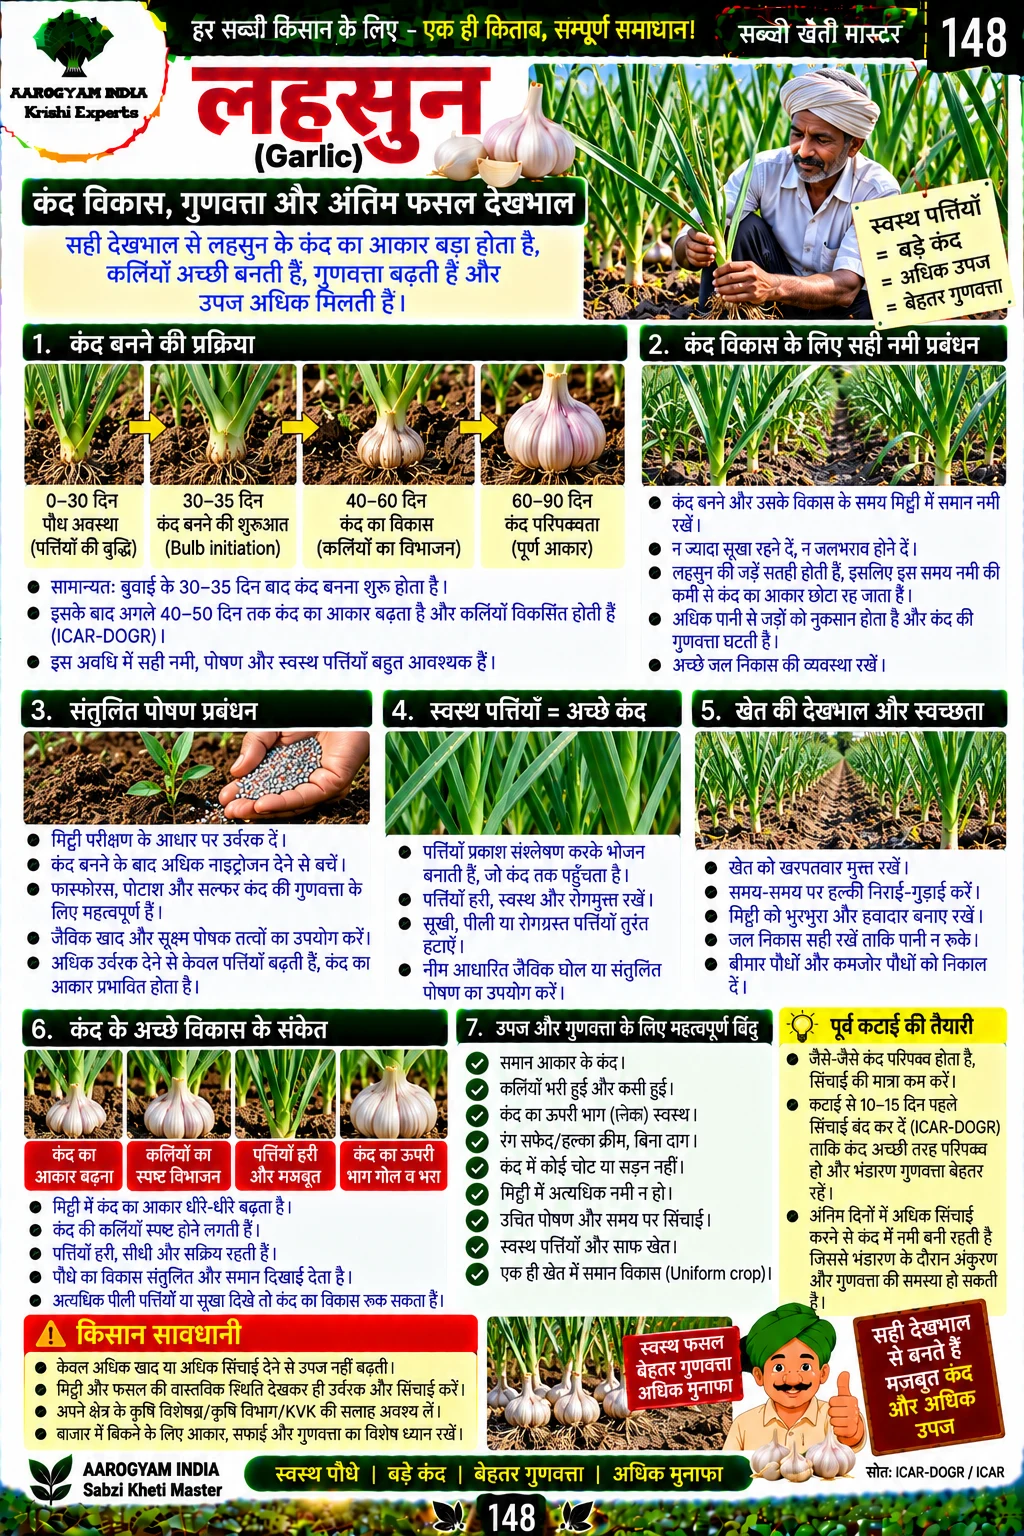 AAROGYAM INDIA
Krishi Experts
हर सब्जी किसान के लिए – एक ही किताब, सम्पूर्ण समाधान!
सब्जी खेती मास्टर
148
लहसुन
(Garlic)
कंद विकास, गुणवत्ता और अंतिम फसल देखभाल
सही देखभाल से लहसुन के कंद का आकार बड़ा होता है,
कलियाँ अच्छी बनती हैं, गुणवत्ता बढ़ती हैं और
उपज अधिक मिलती हैं।
स्वस्थ पत्तियाँ
= बड़े कंद
= अधिक उपज
= बेहतर गुणवत्ता
1. कंद बनने की प्रक्रिया
0–30 दिन
पौध अवस्था
(पत्तियों की बुद्धि)
30–35 दिन
कंद बनने की शुरुआत
(Bulb initiation)
40–60 दिन
कंद का विकास
(कलियों का विभाजन)
60–90 दिन
कंद परिपक्वता
(पूर्ण आकार)
सामान्यत: बुवाई के 30–35 दिन बाद कंद बनना शुरू होता है।
इसके बाद अगले 40–50 दिन तक कंद का आकार बढ़ता है और कलियाँ विकसित होती हैं
(ICAR-DOGR)।
इस अवधि में सही नमी, पोषण और स्वस्थ पत्तियाँ बहुत आवश्यक हैं।
2. कंद विकास के लिए सही नमी प्रबंधन
कंद बनने और उसके विकास के समय मिट्टी में समान नमी
रखें।
न ज्यादा सूखा रहने दें, न जलभराव होने दें।
लहसुन की जड़ें सतही होती हैं, इसलिए इस समय नमी की
कमी से कंद का आकार छोटा रह जाता हैं।
अधिक पानी से जड़ों को नुकसान होता है और कंद की
गुणवत्ता घटती है।
अच्छे जल निकास की व्यवस्था रखें।
3. संतुलित पोषण प्रबंधन
मिट्टी परीक्षण के आधार पर उर्वरक दें।
कंद बनने के बाद अधिक नाइट्रोजन देने से बचें।
फास्फोरस, पोटाश और सल्फर कंद की गुणवत्ता के
लिए महत्वपूर्ण हैं।
जैविक खाद और सूक्ष्म पोषक तत्वों का उपयोग करें।
अधिक उर्वरक देने से केवल पत्तियाँ बढ़ती हैं, कंद का
आकार प्रभावित होता है।
4. स्वस्थ पत्तियाँ = अच्छे कंद
पत्तियाँ प्रकाश संश्लेषण करके भोजन
बनाती हैं, जो कंद तक पहुँचता है।
पत्तियाँ हरी, स्वस्थ और रोगमुक्त रखें।
सूखी, पीली या रोगग्रस्त पत्तियाँ तुरंत
हटाएँ।
नीम आधारित जैविक घोल या संतुलित
पोषण का उपयोग करें।
5. खेत की देखभाल और स्वच्छता
खेत को खरपतवार मुक्त रखें।
समय-समय पर हल्की निराई-गुड़ाई करें।
मिट्टी को भुरभुरा और हवादार बनाए रखें।
जल निकास सही रखें ताकि पानी न रूके।
बीमार पौधों और कमजोर पौधों को निकाल
दें।
6. कंद के अच्छे विकास के संकेत
कंद का
आकार बढ़ना
कलियों का
स्पष्ट विभाजन
पत्तियाँ हरी
और मजबूत
कंद का ऊपरी
भाग गोल व भरा
मिट्टी में कंद का आकार धीरे-धीरे बढ़ता है।
कंद की कलियाँ स्पष्ट होने लगती हैं।
पत्तियाँ हरी, सीधी और सक्रिय रहती हैं।
पौधे का विकास संतुलित और समान दिखाई देता है।
अत्यधिक पीली पत्तियाँ या सूखा दिखे तो कंद का विकास रूक सकता हैं।
7. उपज और गुणवत्ता के लिए महत्वपूर्ण बिंदु
समान आकार के कंद।
कलियाँ भरी हुई और कसी हुई।
कंद का ऊपरी भाग (नेक) स्वस्थ।
रंग सफेद/हल्का क्रीम, बिना दाग।
कंद में कोई चोट या सड़न नहीं।
मिट्टी में अत्यधिक नमी न हो।
उचित पोषण और समय पर सिंचाई।
स्वस्थ पत्तियाँ और साफ खेत।
एक ही खेत में समान विकास (Uniform crop)।
पूर्व कटाई की तैयारी
जैसे-जैसे कंद परिपक्व होता है,
सिंचाई की मात्रा कम करें।
कटाई से 10–15 दिन पहले
सिंचाई बंद कर दें (ICAR-DOGR)
ताकि कंद अच्छी तरह परिपक्व
हो और भंडारण गुणवत्ता बेहतर
रहें।
अंनिम दिनों में अधिक सिंचाई
करने से कंद में नमी बनी रहती है
जिससे भंडारण के दौरान अंकुरण
और गुणवत्ता की समस्या हो सकती
है।
किसान सावधानी
केवल अधिक खाद या अधिक सिंचाई देने से उपज नहीं बढ़ती।
मिट्टी और फसल की वास्तविक स्थिति देखकर ही उर्वरक और सिंचाई करें।
अपने क्षेत्र के कृषि विशेषज्ञ/कृषि विभाग/KVK की सलाह अवश्य लें।
बाजार में बिकने के लिए आकार, सफाई और गुणवत्ता का विशेष ध्यान रखें।
स्वस्थ फसल
बेहतर गुणवत्ता
अधिक मुनाफा
सही देखभाल
से बनते हैं
मजबूत कंद
और अधिक
उपज
AAROGYAM INDIA
Sabzi Kheti Master
स्वस्थ पौधे | बड़े कंद | बेहतर गुणवत्ता | अधिक मुनाफा
सोत: ICAR-DOGR / ICAR
148